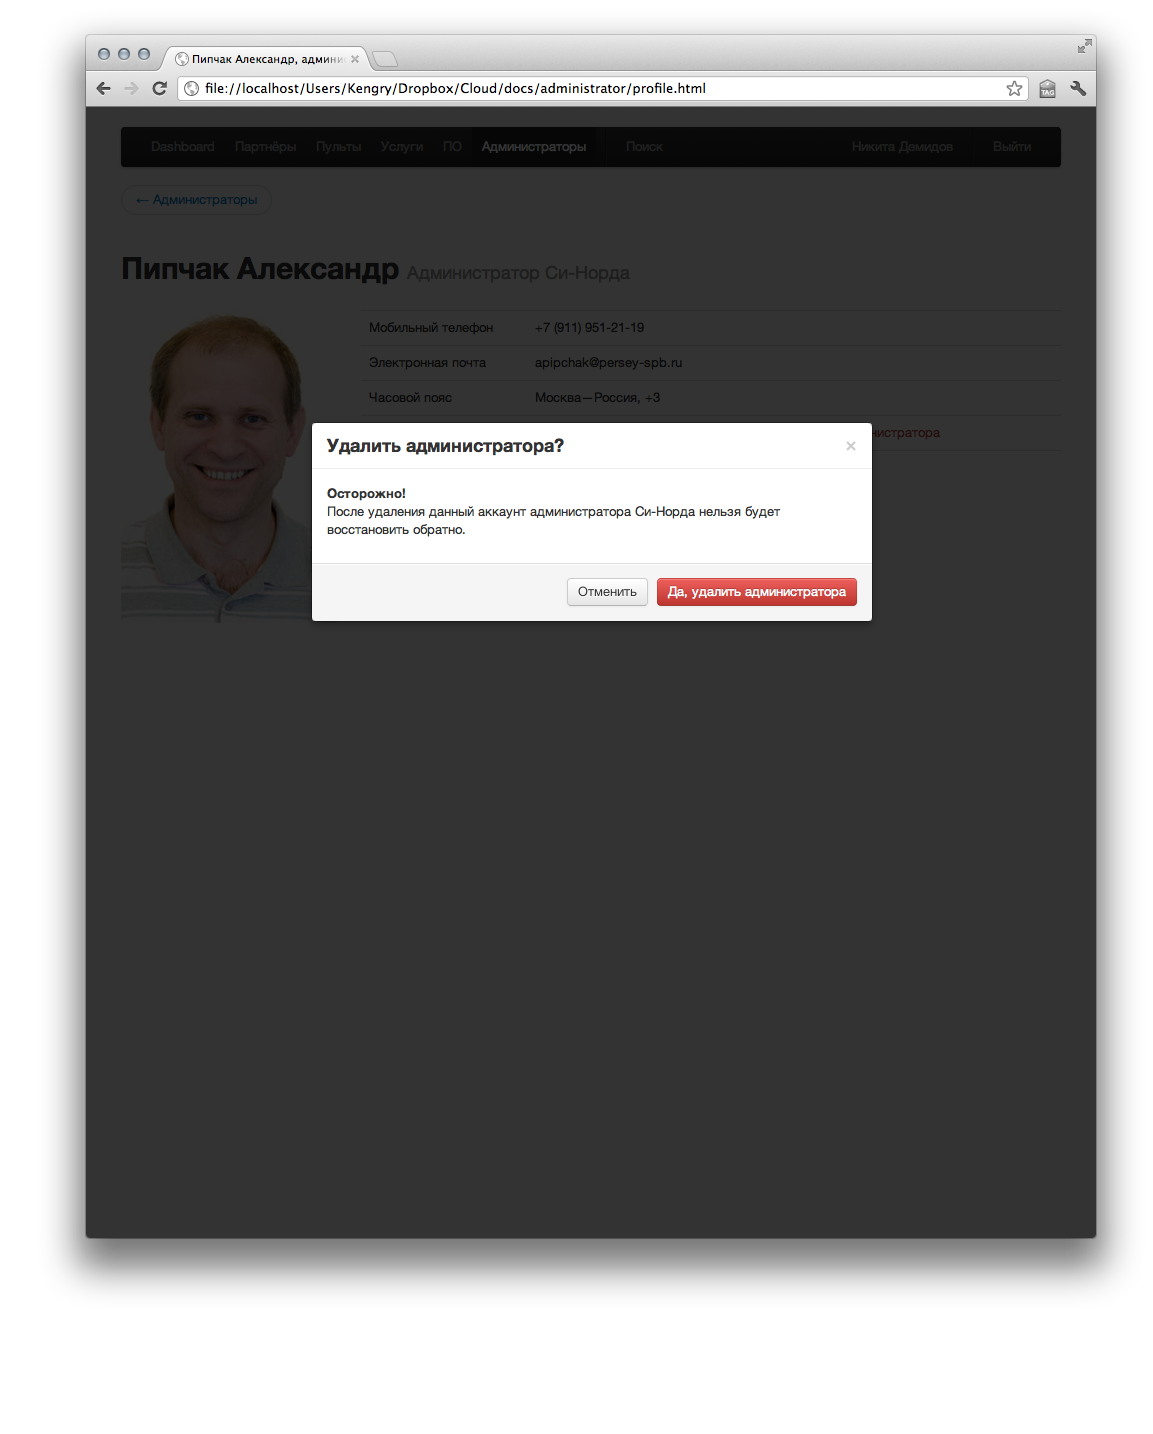 Пипчак Александр, админи
file://localhost/Users/Kengry/Dropbox/Cloud/docs/administrator/profile.html
TAG
Dashboard Партнёры Пульты Услуги ПО Администраторы Поиск Никита Демидов Выйти
← Администраторы
Пипчак Александр Администратор Си-Норда
Мобильный телефон +7 (911) 951-21-19
Электронная почта apipchak@persey-spb.ru
Часовой пояс Москва—Россия, +3
нистратора
Удалить администратора? ×
Осторожно!
После удаления данный аккаунт администратора Си-Норда нельзя будет
восстановить обратно.
Отменить Да, удалить администратора